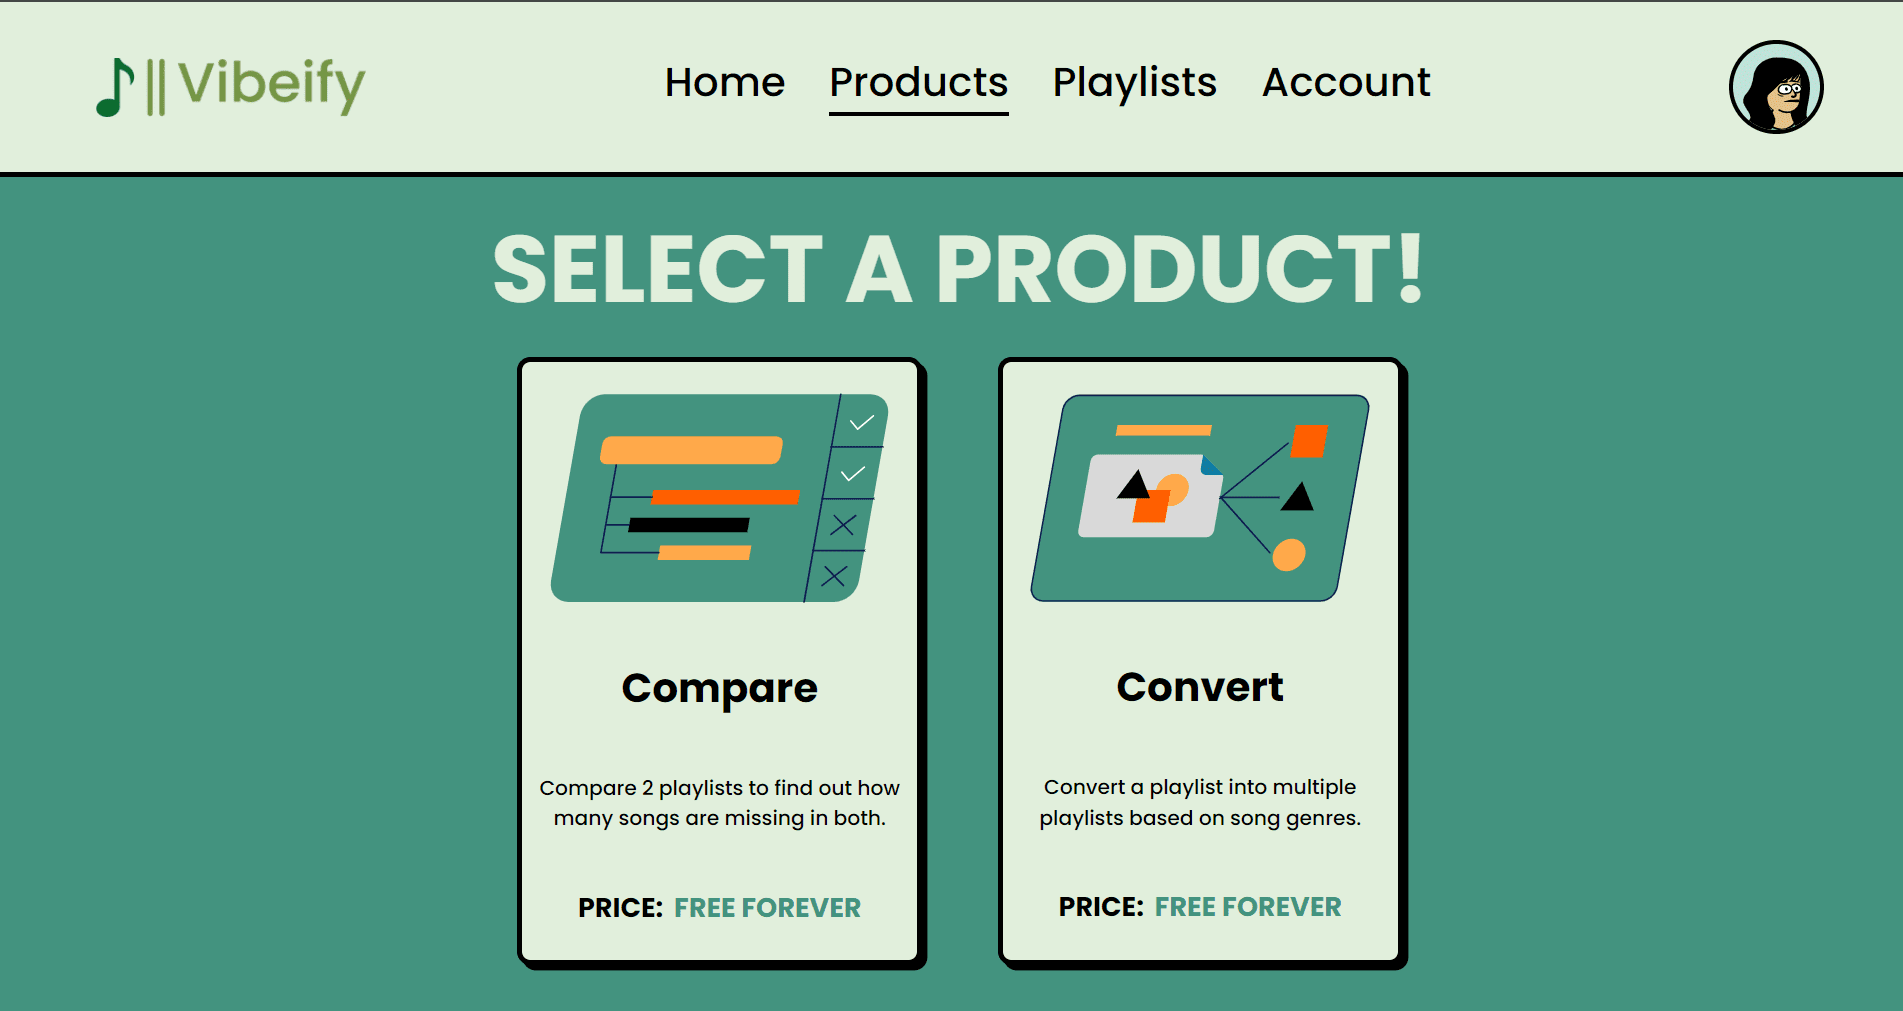 Vibeify
Home Products Playlists Account
SELECT A PRODUCT!
Compare
Compare 2 playlists to find out how
many songs are missing in both.
PRICE: FREE FOREVER
Convert
Convert a playlist into multiple
playlists based on song genres.
PRICE: FREE FOREVER